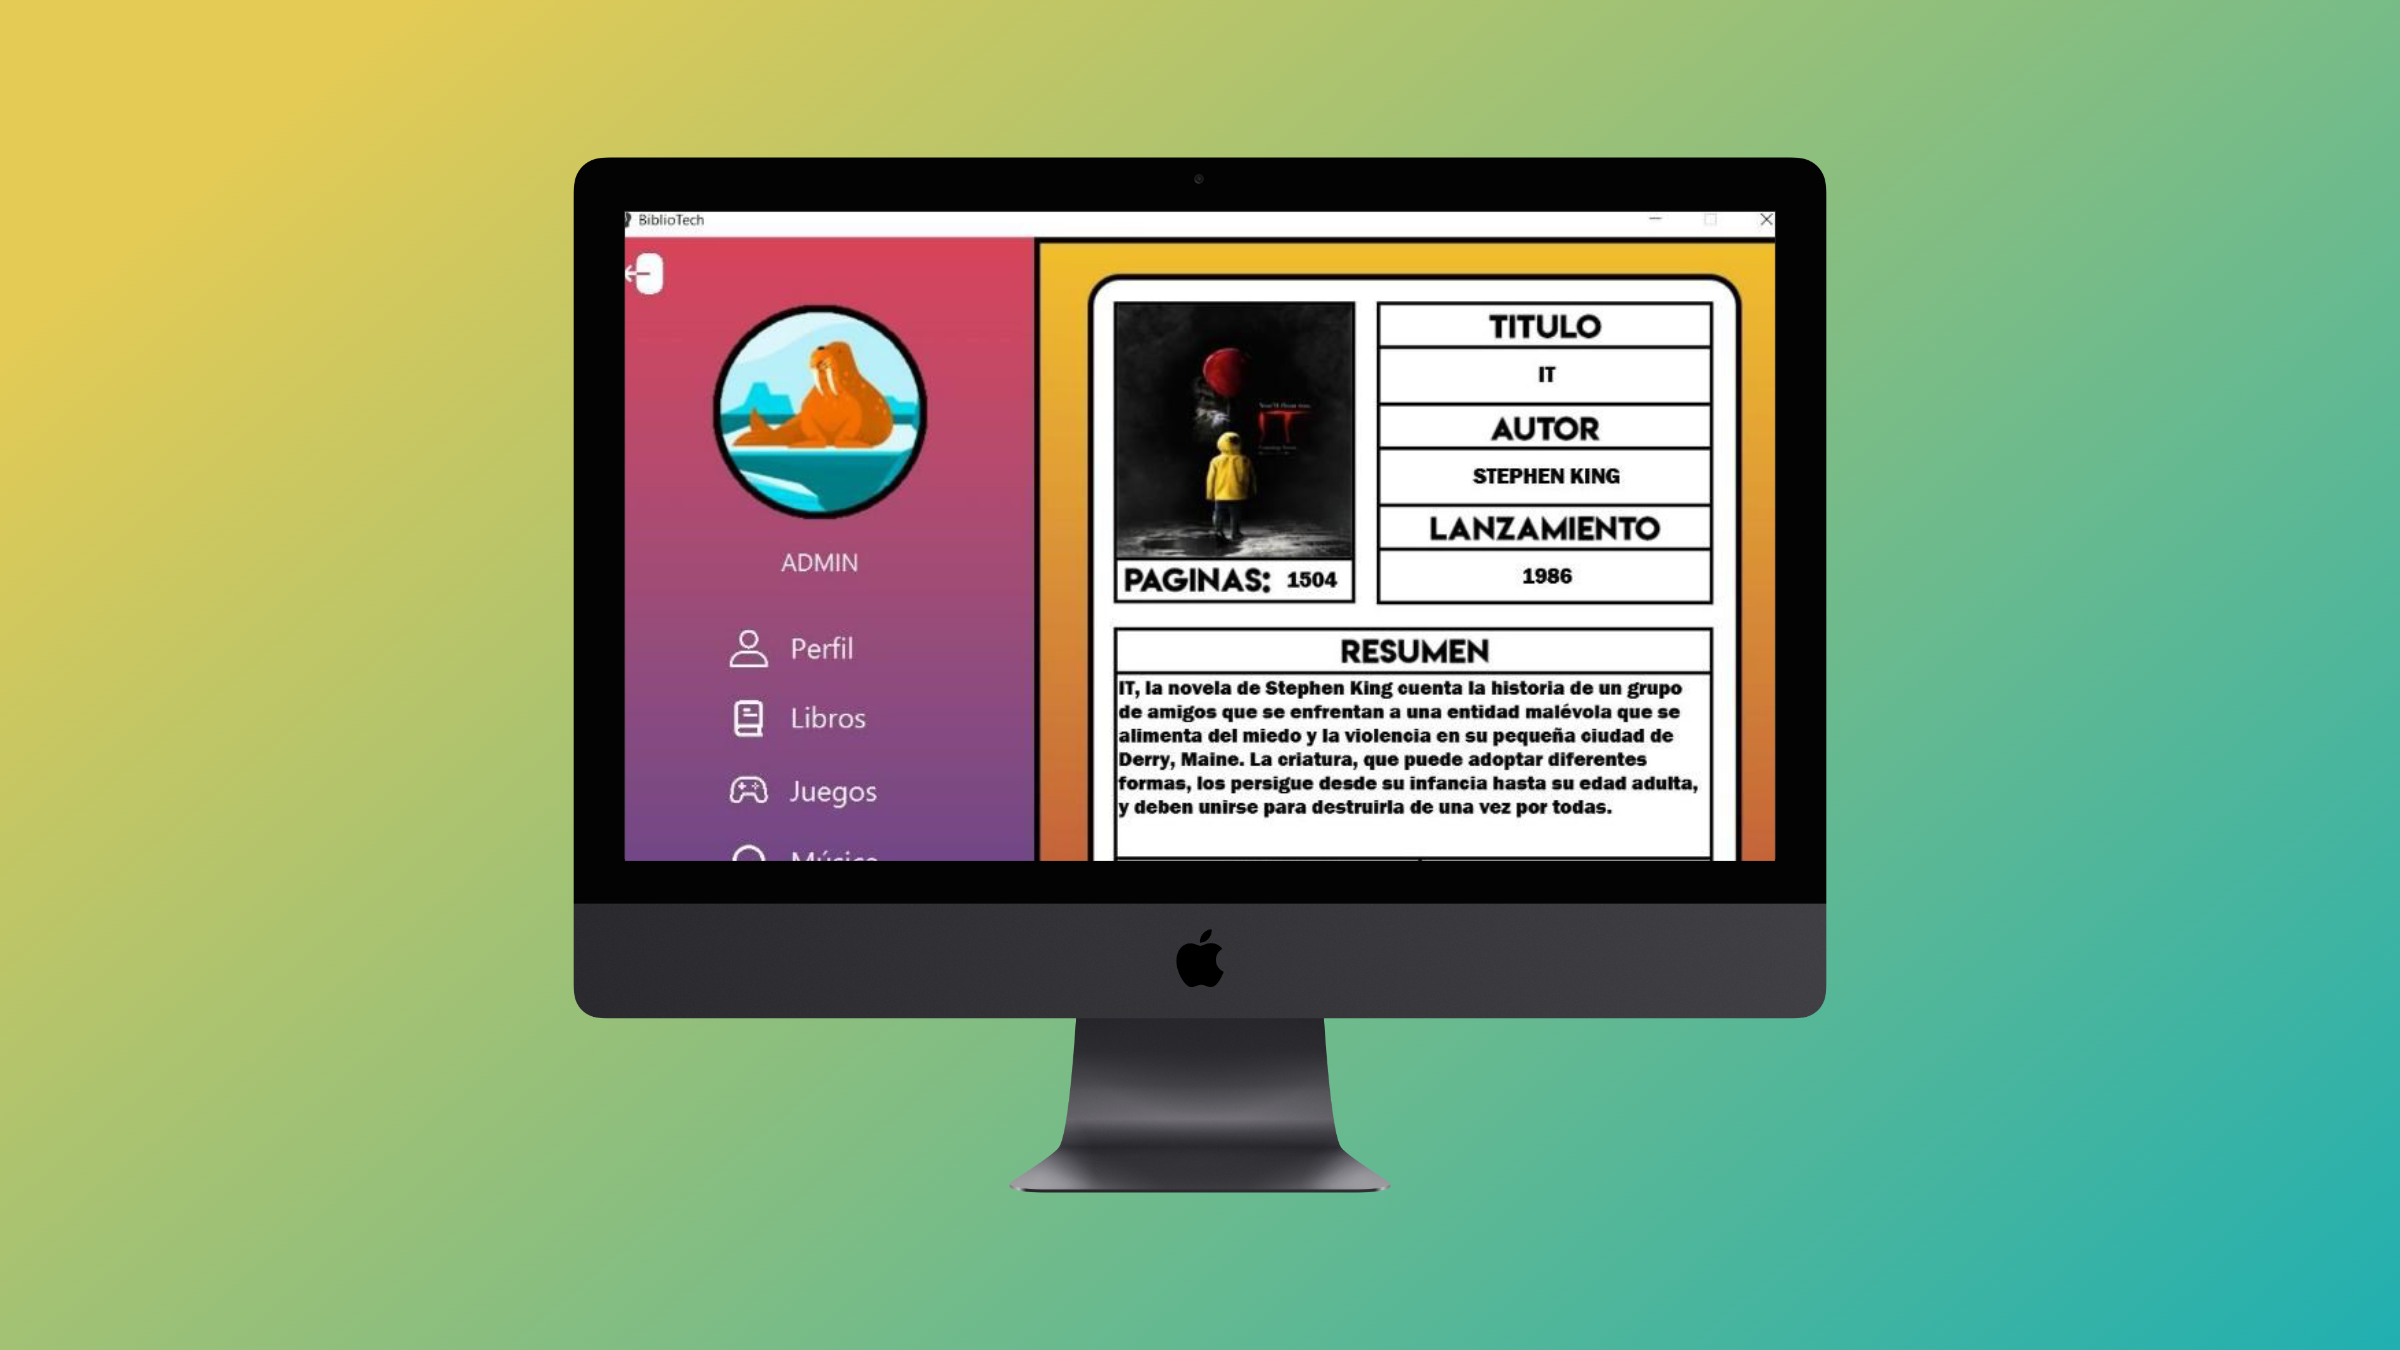 BiblioTech
ADMIN
Perfil
Libros
Juegos
IT
PAGINAS: 1504
TITULO
IT
AUTOR
STEPHEN KING
LANZAMIENTO
1986
RESUMEN
IT, la novela de Stephen King cuenta la historia de un grupo
de amigos que se enfrentan a una entidad malévola que se
alimenta del miedo y la violencia en su pequeña ciudad de
Derry, Maine. La criatura, que puede adoptar diferentes
formas, los persigue desde su infancia hasta su edad adulta,
y deben unirse para destruirla de una vez por todas.